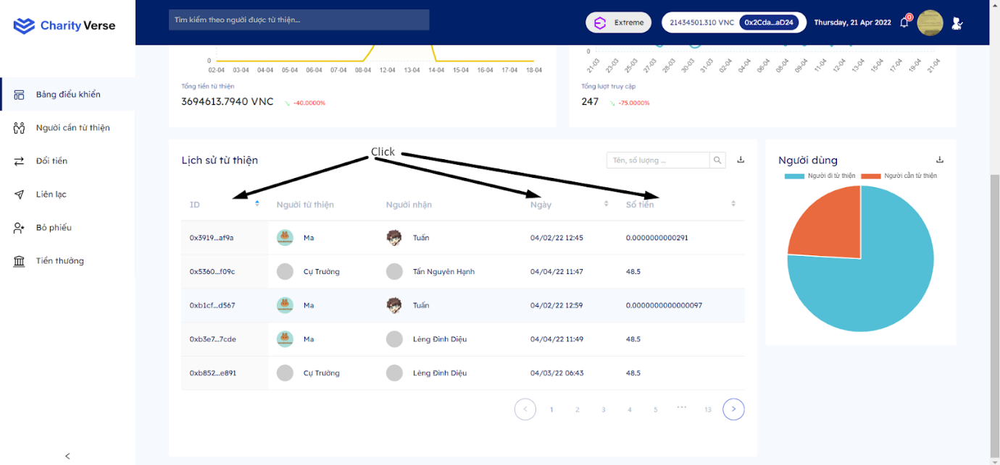 Charity Verse
Tìm kiếm theo người được từ thiện...
Extreme
21434501.310 VNC 0x2Cda...aD24
Thursday, 21 Apr 2022
0
Bảng điều khiển
Người cần từ thiện
Đổi tiền
Liên lạc
Bỏ phiếu
Tiền thưởng
0
02-04 03-04 04-04 05-04 06-04 07-04 08-04 12-04 13-04 14-04 15-04 16-04 17-04 18-04
Tổng tiền từ thiện
3694613.7940 VNC -40.0000%
0
21-03 23-03 25-03 27-03 28-03 30-03 31-03 02-04 04-04 06-04 08-04 09-04 11-04 12-04 13-04 15-04 17-04 19-04 21-04
Tổng lượt truy cập
247 -75.0000%
Lịch sử từ thiện
Click
Tên, số lượng ...
ID Người từ thiện Người nhận Ngày Số tiền
0x3919...af9a Ma Tuấn 04/02/22 12:45 0.0000000000291
0x5360...f09c Cự Trường Tấn Nguyên Hạnh 04/04/22 11:47 48.5
0xb1cf...d567 Ma Tuấn 04/02/22 12:59 0.0000000000000097
0xb3e7...7cde Ma Lèng Đình Diệu 04/04/22 11:49 48.5
0xb852...e891 Cự Trường Lèng Đình Diệu 04/03/22 06:43 48.5
< 1 2 3 4 5 ••• 13 >
Người dùng
Người đi từ thiện Người cần từ thiện
<